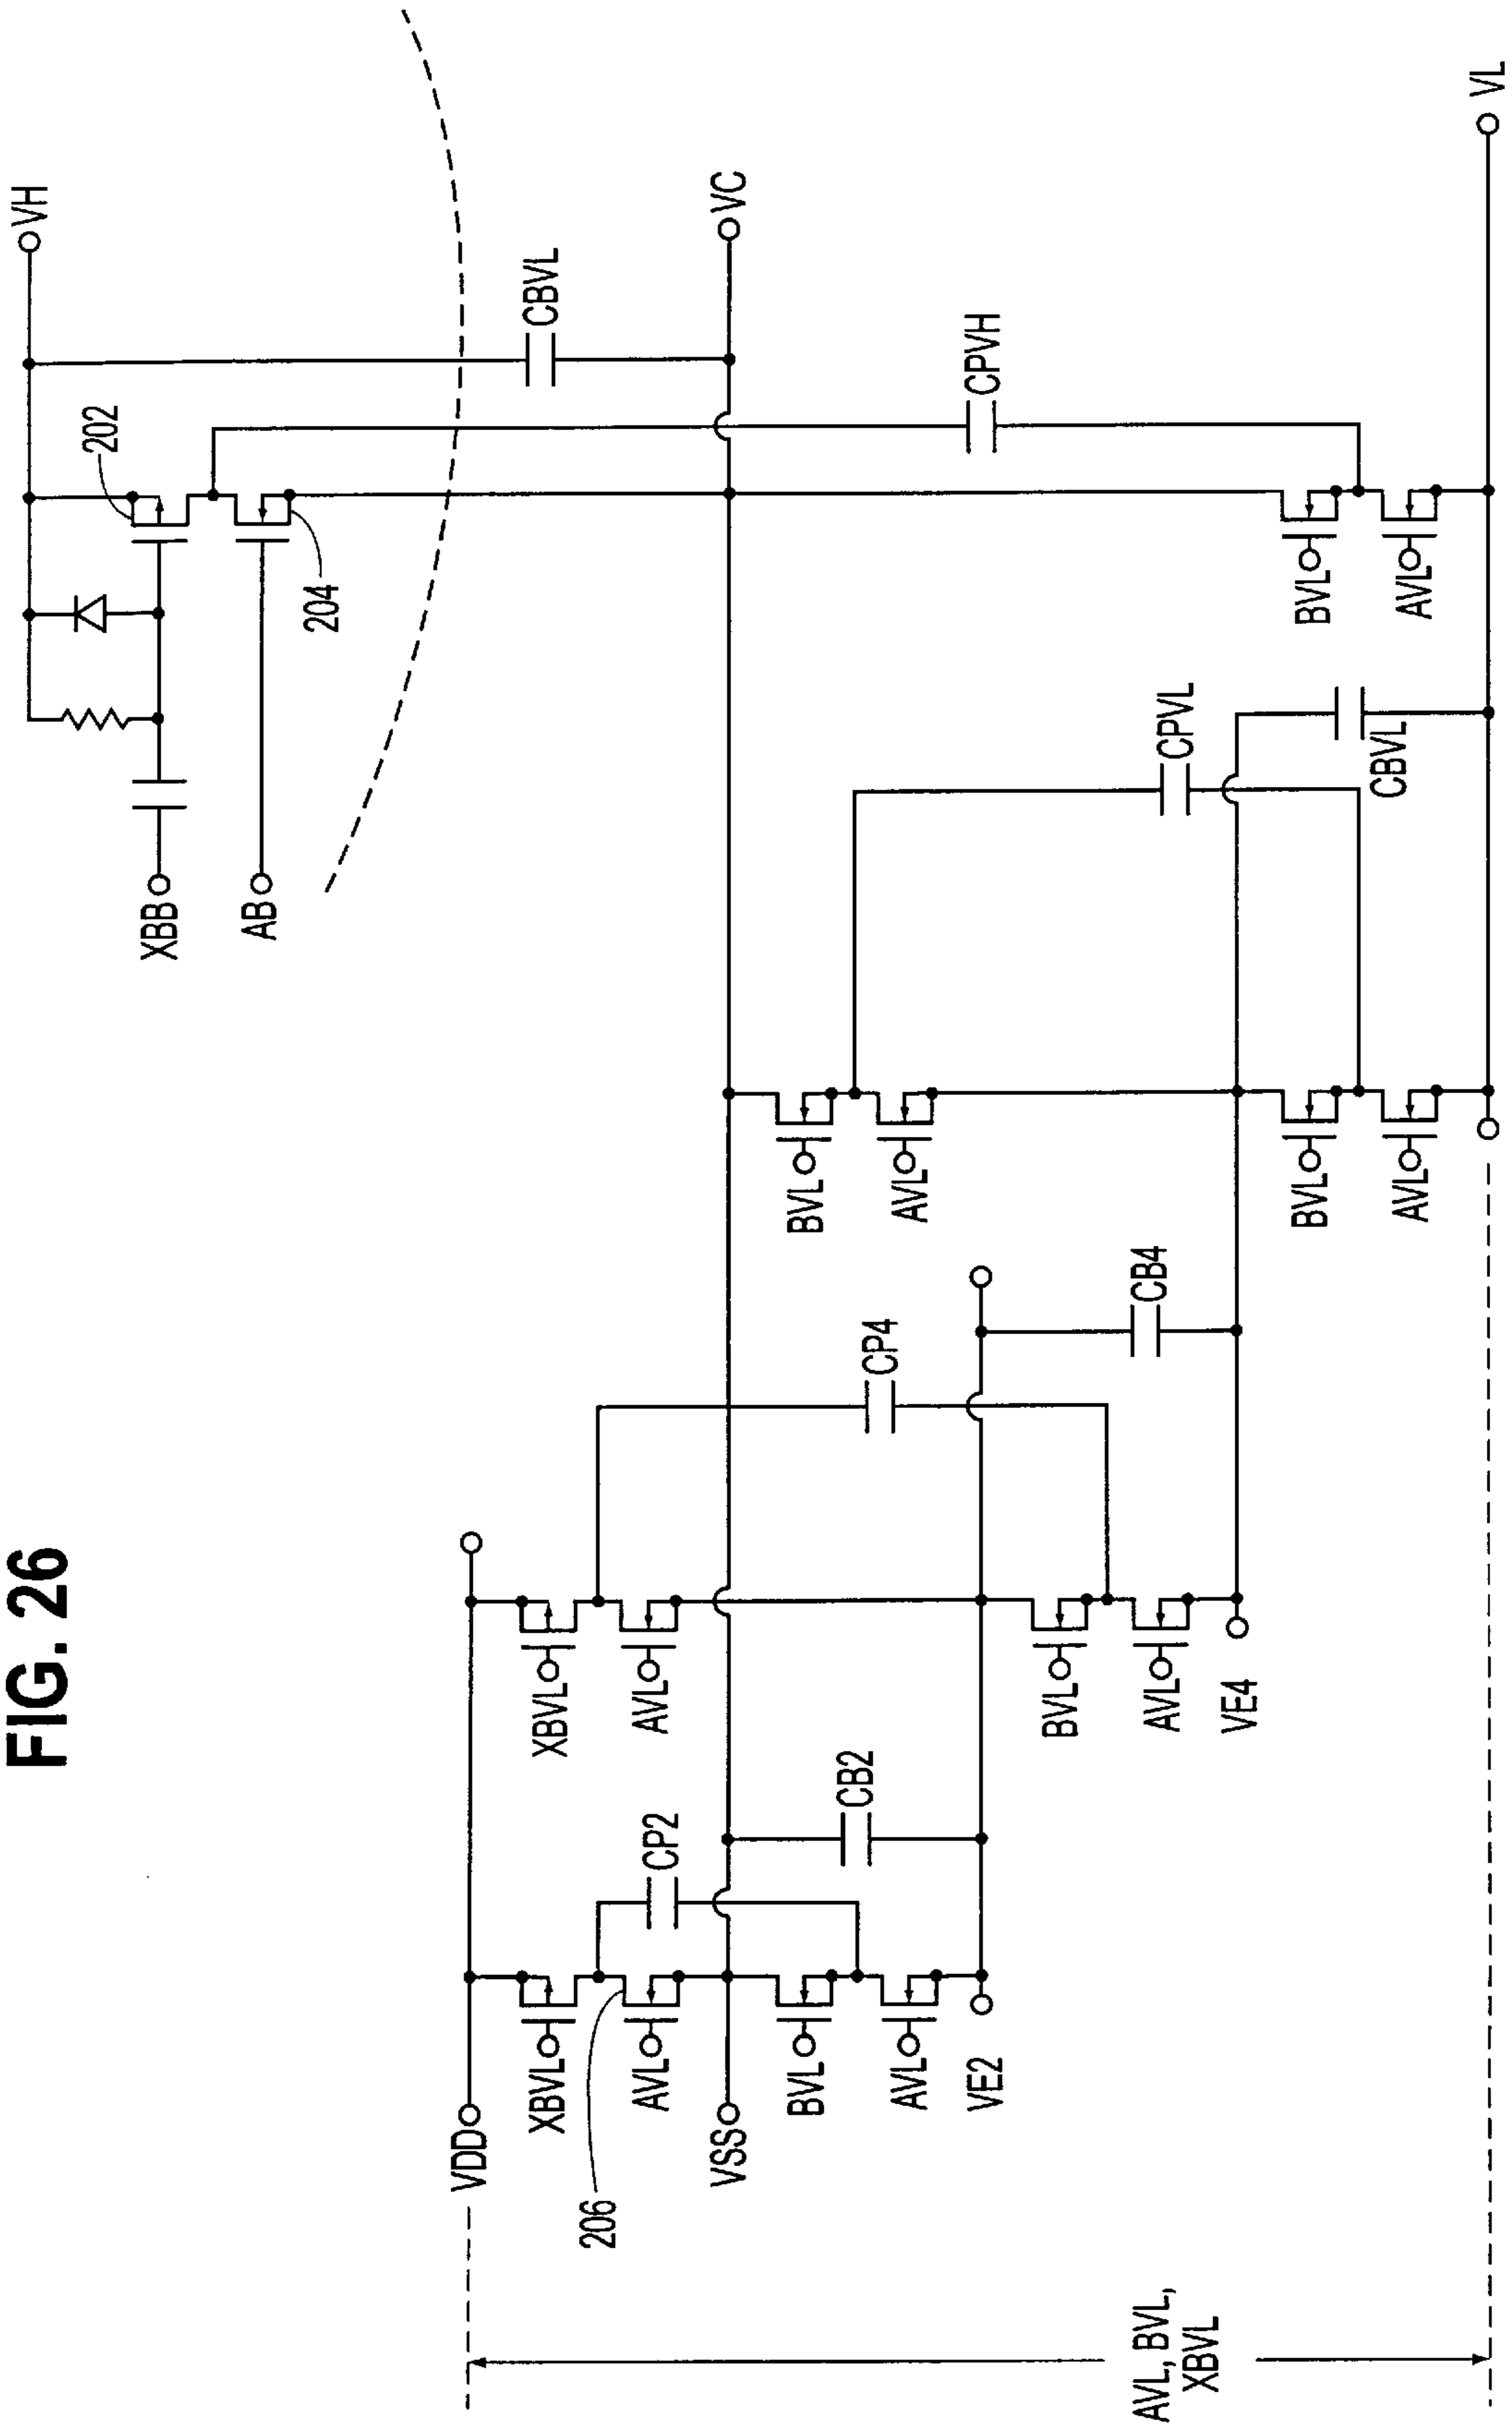 FIG. 26
VH
202
XBB
AB
204
CBVL
VC
CPVH
BVL
AVL
VL
CPVL
CBVL
BVL
AVL
BVL
AVL
CP4
CB4
XBVL
AVL
BVL
AVL
VE4
CP2
CB2
VDD
XBVL
AVL
206
VSS
BVL
AVL
VE2
AVL, BVL,
XBVL